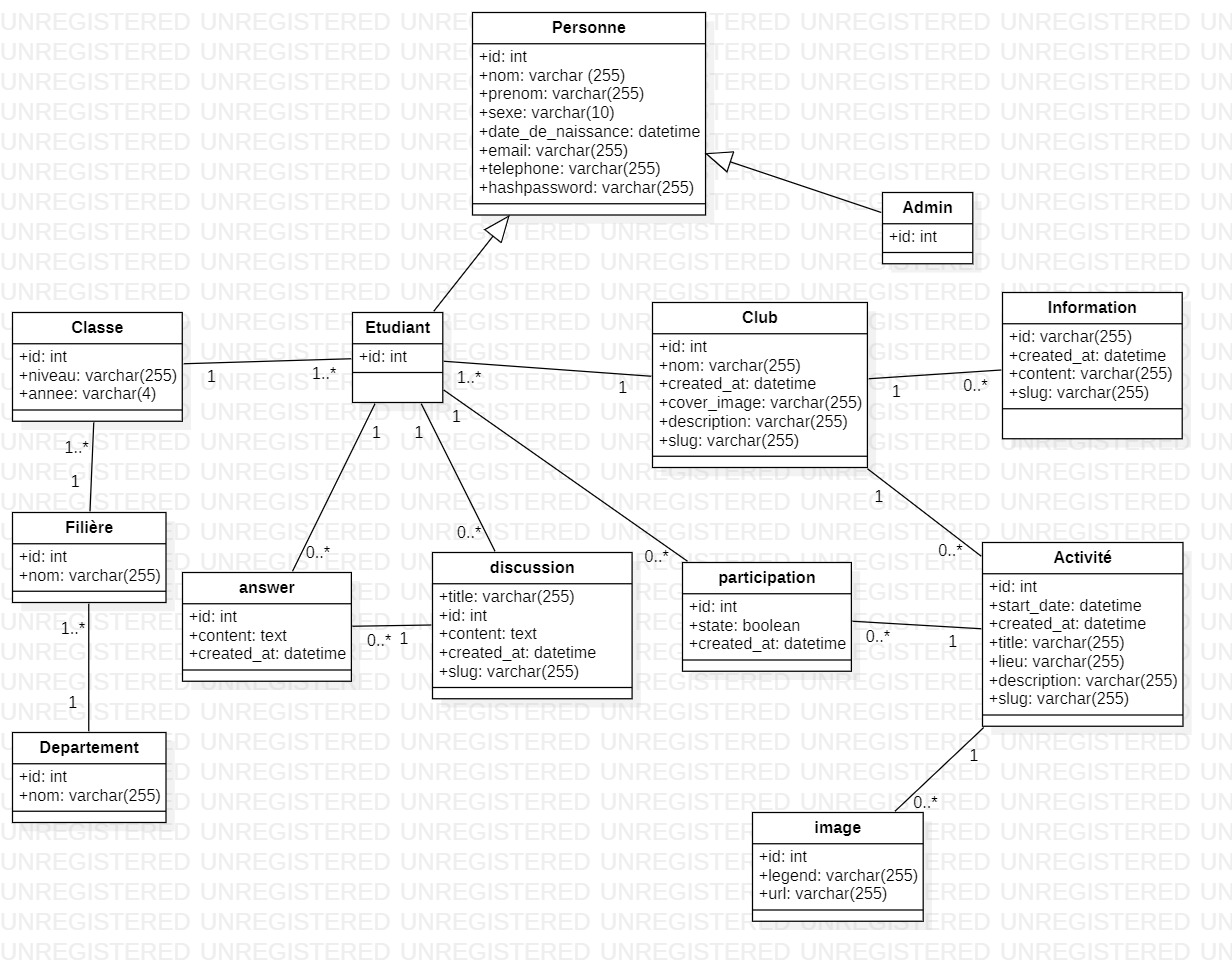 Personne
+id: int
+nom: varchar (255)
+prenom: varchar(255)
+sexe: varchar(10)
+date_de_naissance: datetime
+email: varchar(255)
+telephone: varchar(255)
+hashpassword: varchar(255)
Admin
+id: int
Classe
+id: int
+niveau: varchar(255)
+annee: varchar(4)
1
1..*
Etudiant
+id: int
1..*
1
Club
+id: int
+nom: varchar(255)
+created_at: datetime
+cover_image: varchar(255)
+description: varchar(255)
+slug: varchar(255)
1
0..*
Information
+id: varchar(255)
+created_at: datetime
+content: varchar(255)
+slug: varchar(255)
1..*
1
1
1
1
1
0..*
0..*
0..*
0..*
Filière
+id: int
+nom: varchar(255)
1..*
1
Departement
+id: int
+nom: varchar(255)
answer
+id: int
+content: text
+created_at: datetime
0..*
1
discussion
+title: varchar(255)
+id: int
+content: text
+created_at: datetime
+slug: varchar(255)
participation
+id: int
+state: boolean
+created_at: datetime
0..*
1
Activité
+id: int
+start_date: datetime
+created_at: datetime
+title: varchar(255)
+lieu: varchar(255)
+description: varchar(255)
+slug: varchar(255)
1
0..*
image
+id: int
+legend: varchar(255)
+url: varchar(255)
UNREGISTERED